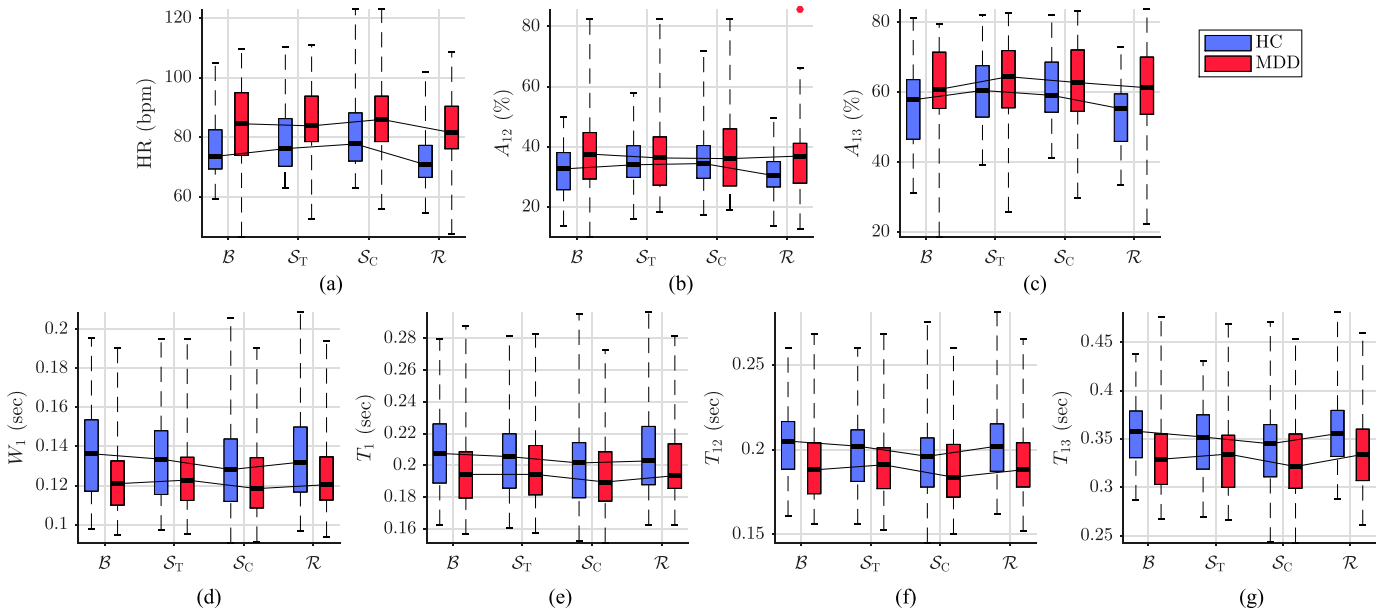 HR (bpm)
120
100
80
60
B
S_T
S_C
R
(a)
A_12 (%)
80
60
40
20
B
S_T
S_C
R
(b)
A_13 (%)
80
60
40
20
B
S_T
S_C
R
(c)
HC
MDD
W_1 (sec)
0.2
0.18
0.16
0.14
0.12
0.1
B
S_T
S_C
R
(d)
T_1 (sec)
0.28
0.26
0.24
0.22
0.2
0.18
0.16
B
S_T
S_C
R
(e)
T_12 (sec)
0.25
0.2
0.15
B
S_T
S_C
R
(f)
T_13 (sec)
0.45
0.4
0.35
0.3
0.25
B
S_T
S_C
R
(g)